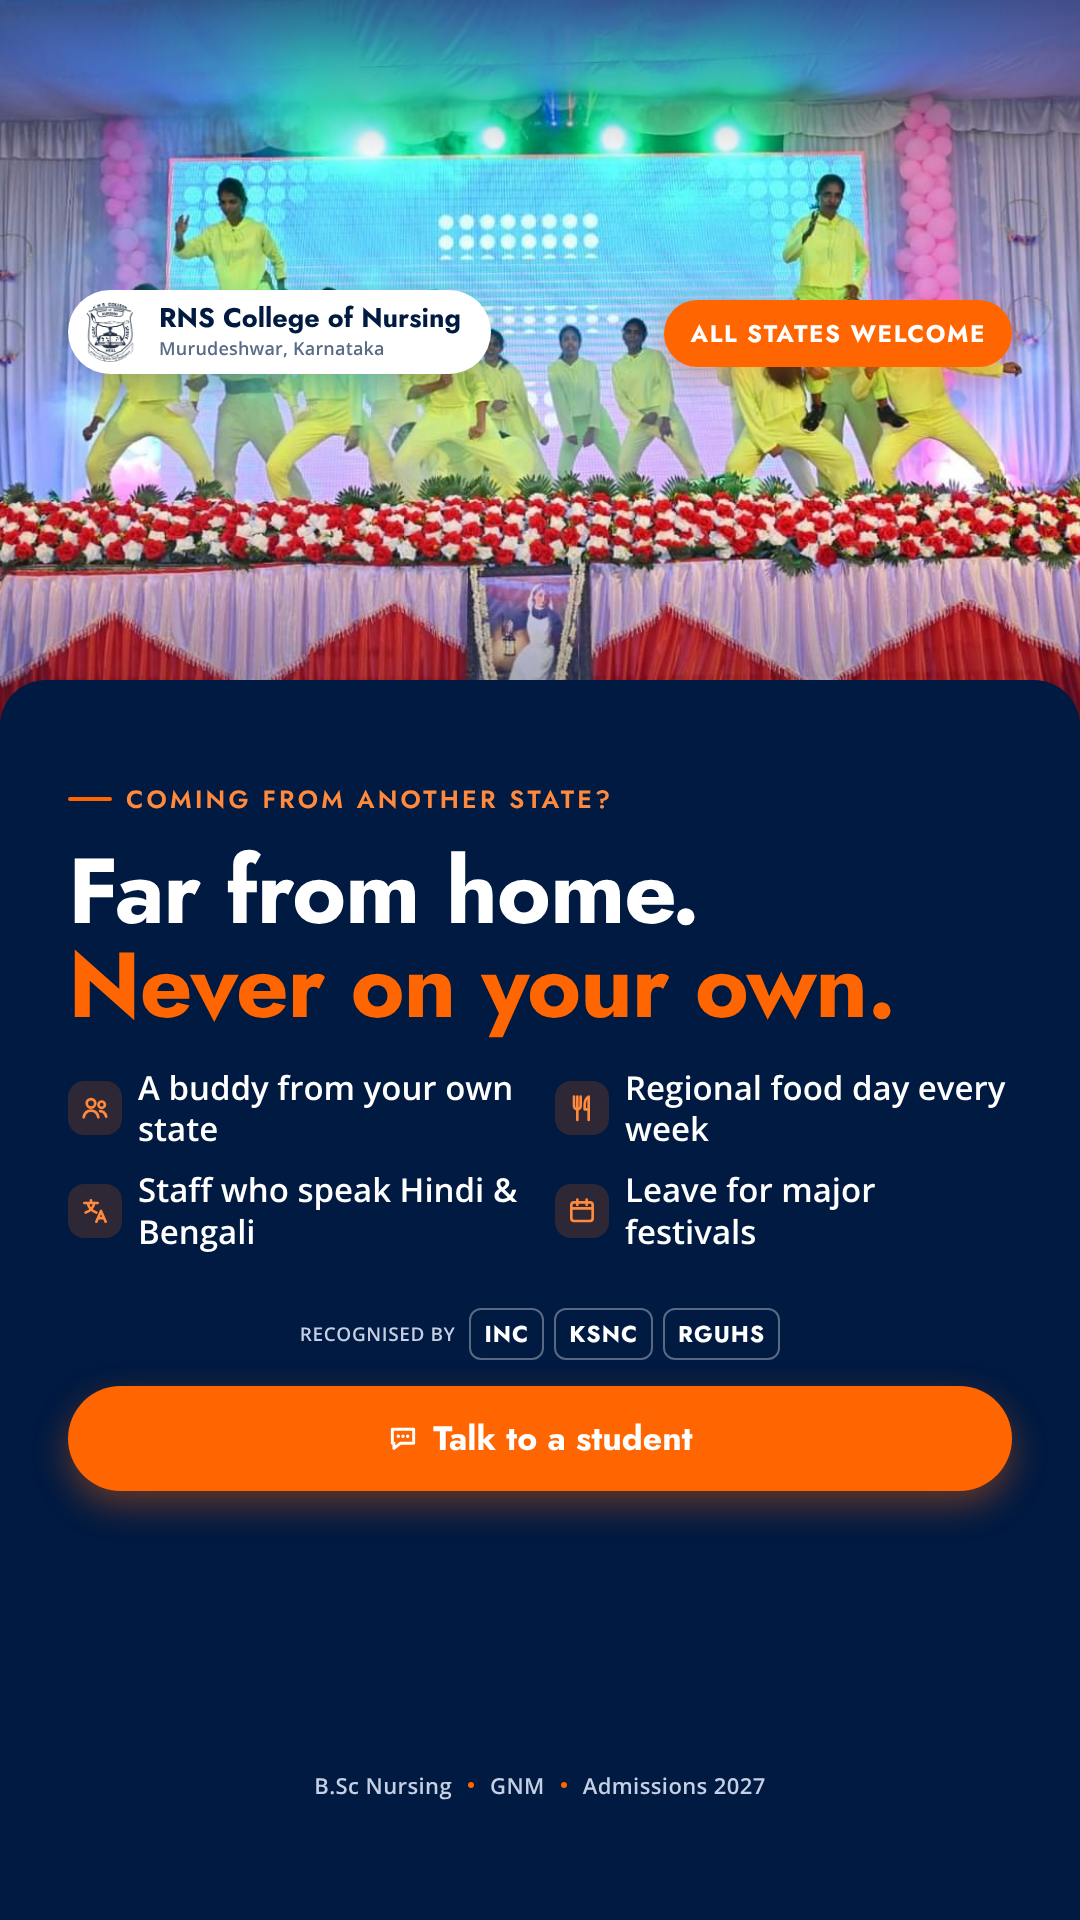 RNS College of Nursing
Murudeshwar, Karnataka
ALL STATES WELCOME
COMING FROM ANOTHER STATE?
Far from home.
Never on your own.
A buddy from your own
state
Regional food day every
week
Staff who speak Hindi &
Bengali
Leave for major
festivals
RECOGNISED BY INC KSNC RGUHS
Talk to a student
B.Sc Nursing • GNM • Admissions 2027